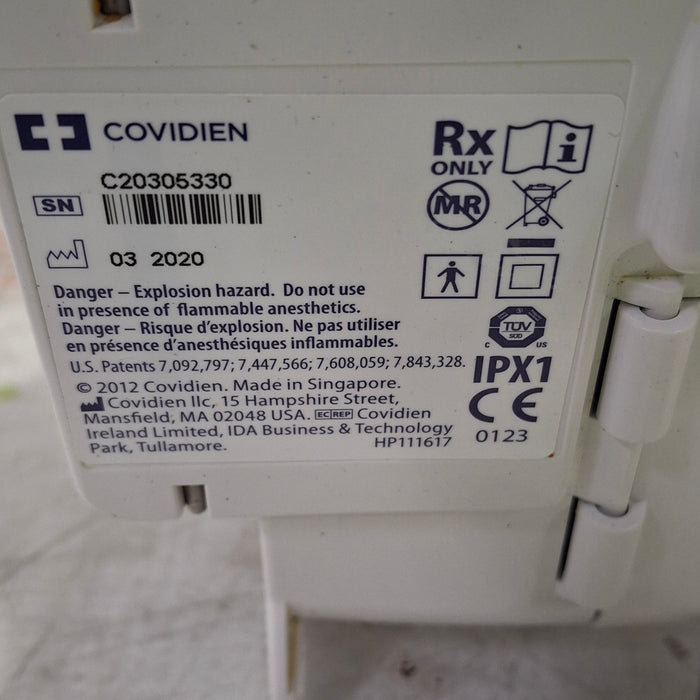 COVIDIEN
Rx
ONLY
i
C20305330
SN
MR
03 2020
Danger – Explosion hazard. Do not use
in presence of flammable anesthetics.
Danger – Risque d'explosion. Ne pas utiliser
en présence d'anesthésiques inflammables.
TÜV
SÜD
C US
U.S. Patents 7,092,797; 7,447,566; 7,608,059; 7,843,328.
IPX1
© 2012 Covidien. Made in Singapore.
Covidien llc, 15 Hampshire Street,
Mansfield, MA 02048 USA. EC REP Covidien
Ireland Limited, IDA Business & Technology
Park, Tullamore.
HP111617
CE
0123